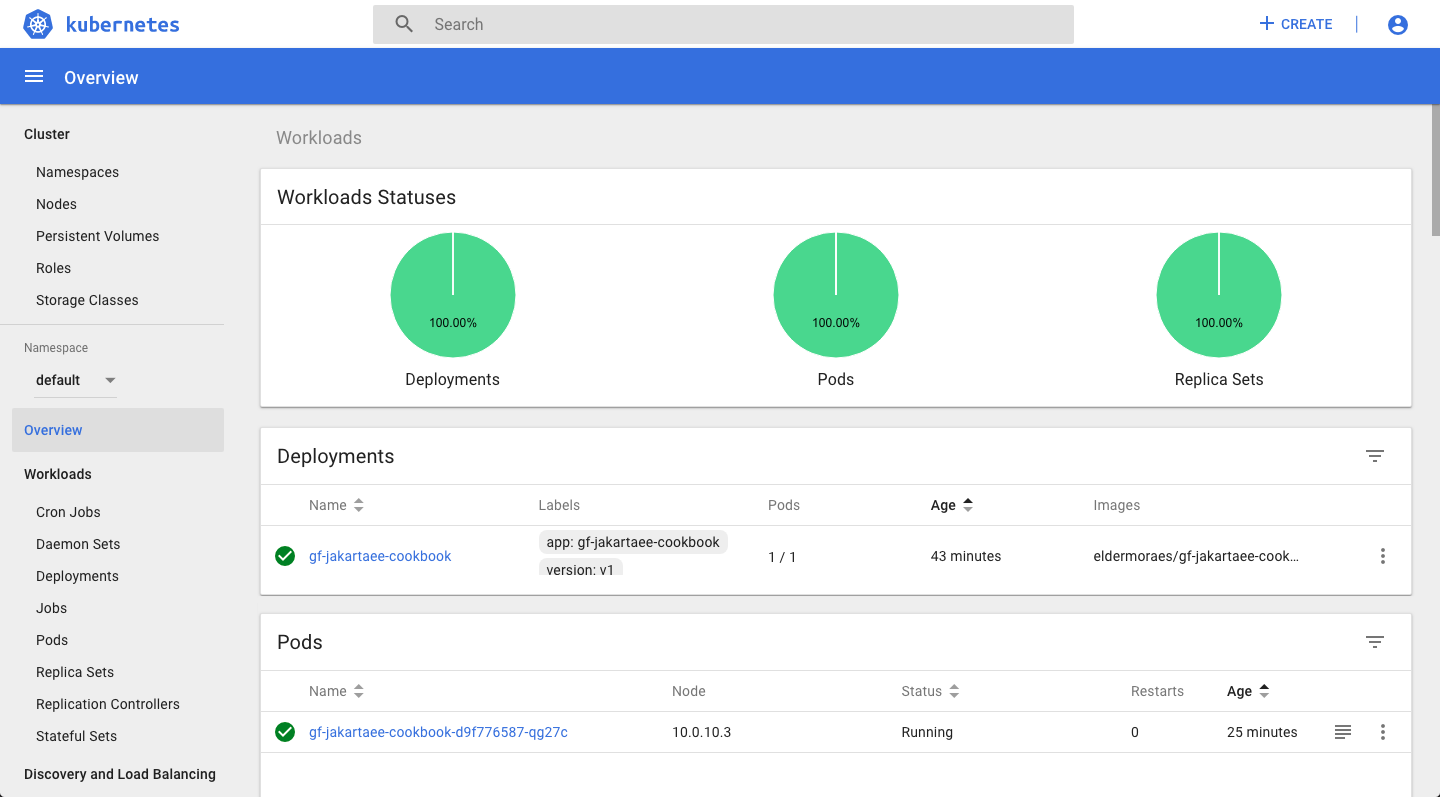 kubernetes
Search
CREATE
Overview
Cluster
Namespaces
Nodes
Persistent Volumes
Roles
Storage Classes
Namespace
default
Overview
Workloads
Cron Jobs
Daemon Sets
Deployments
Jobs
Pods
Replica Sets
Replication Controllers
Stateful Sets
Discovery and Load Balancing
Workloads
Workloads Statuses
100.00% 100.00% 100.00%
Deployments Pods Replica Sets
Deployments
Name Labels Pods Age Images
gf-jakartaee-cookbook app: gf-jakartaee-cookbook 1 / 1 43 minutes eldermoraes/gf-jakartaee-cook…
version: v1
Pods
Name Node Status Restarts Age
gf-jakartaee-cookbook-d9f776587-qg27c 10.0.10.3 Running 0 25 minutes